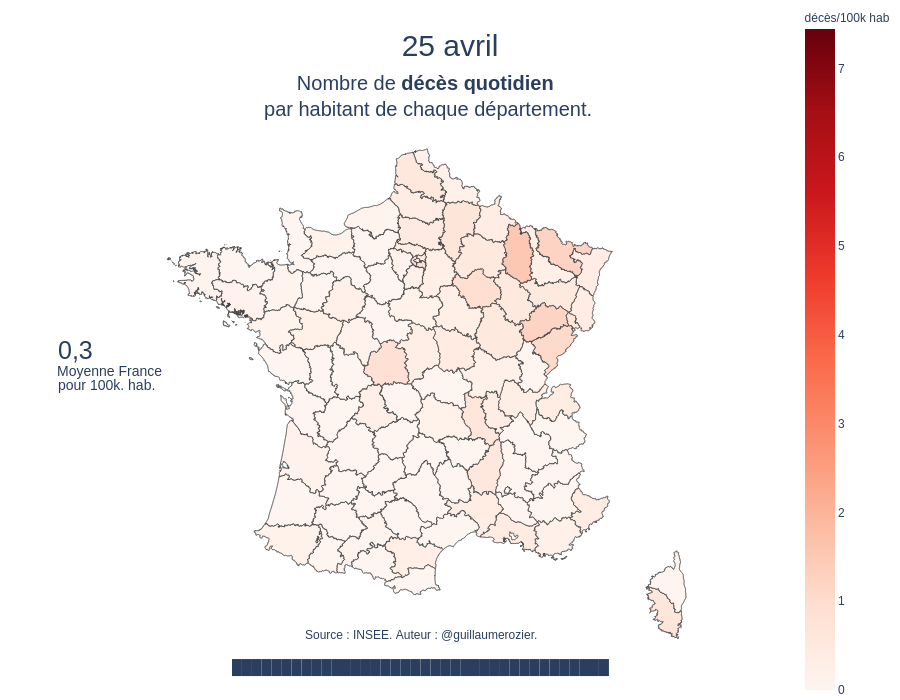 décès/100k hab
25 avril
Nombre de décès quotidien
par habitant de chaque département.
7
6
5
4
3
2
1
0
0,3
Moyenne France
pour 100k. hab.
Source : INSEE. Auteur : @guillaumerozier.